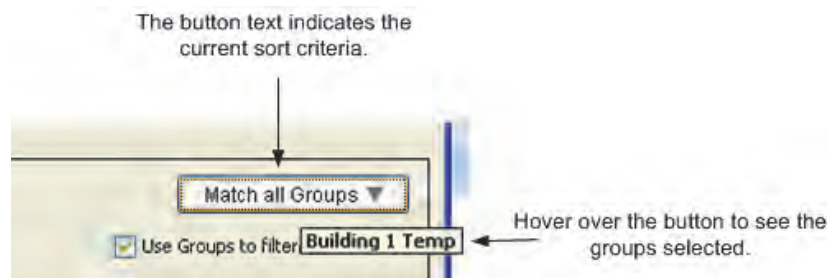 The button text indicates the
current sort criteria.
Match all Groups
Use Groups to filter
Building 1 Temp
Hover over the button to see the
groups selected.